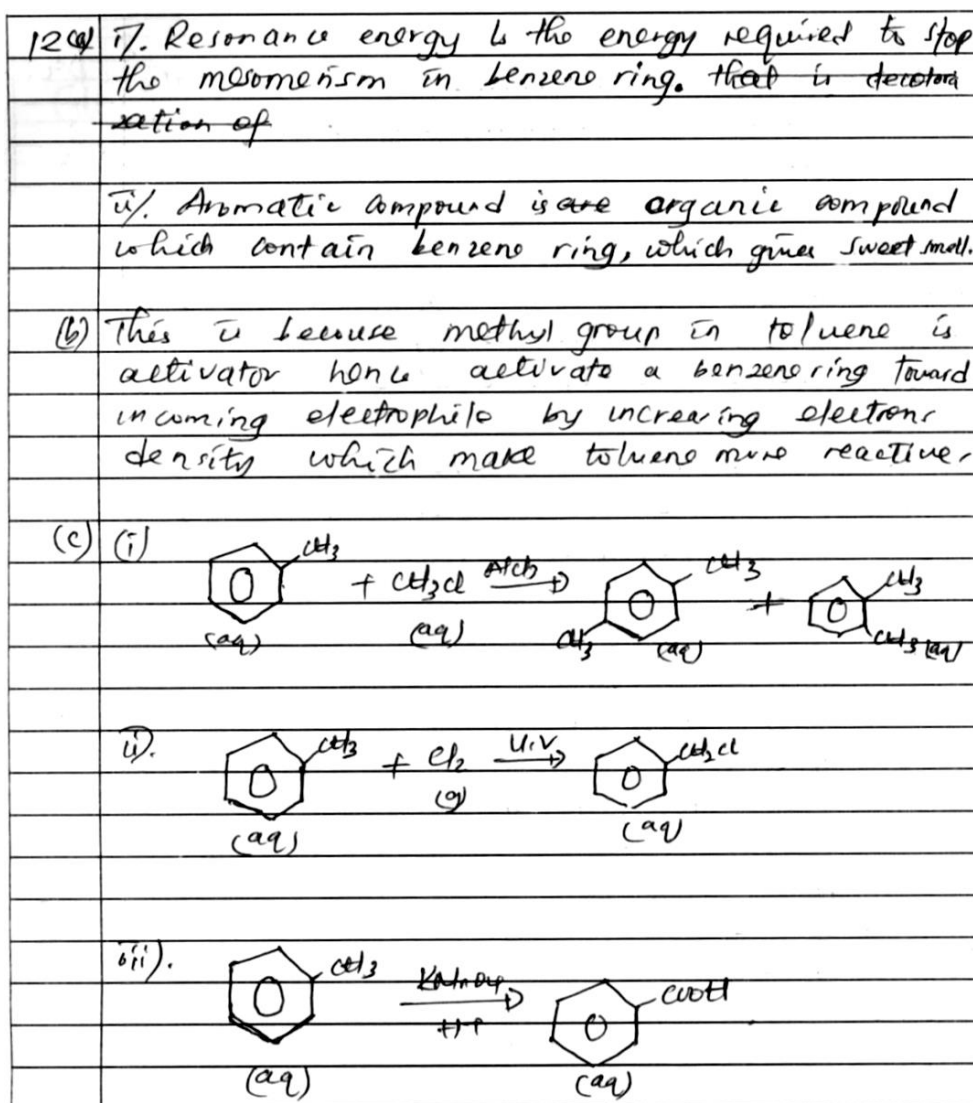 12(a) i). Resonance energy is the energy required to stop
the mesomerism in benzene ring. that is decolori
zation of
ii). Aromatic compound is are organic compound
which contain benzene ring, which gives sweet smell.
(b) This is because methyl group in toluene is
activator hence activate a benzene ring toward
incoming electrophile by increasing electrons
density which make toluene more reactive.
(c) (i) CH3 + CH3Cl AlCl3 CH3 + CH3
(aq) (aq) CH3 (aq) CH3 (aq)
ii). CH3 + Cl2 U.V CH2Cl
(aq) (g) (aq)
iii). CH3 KMnO4 COOH
(aq) (aq)